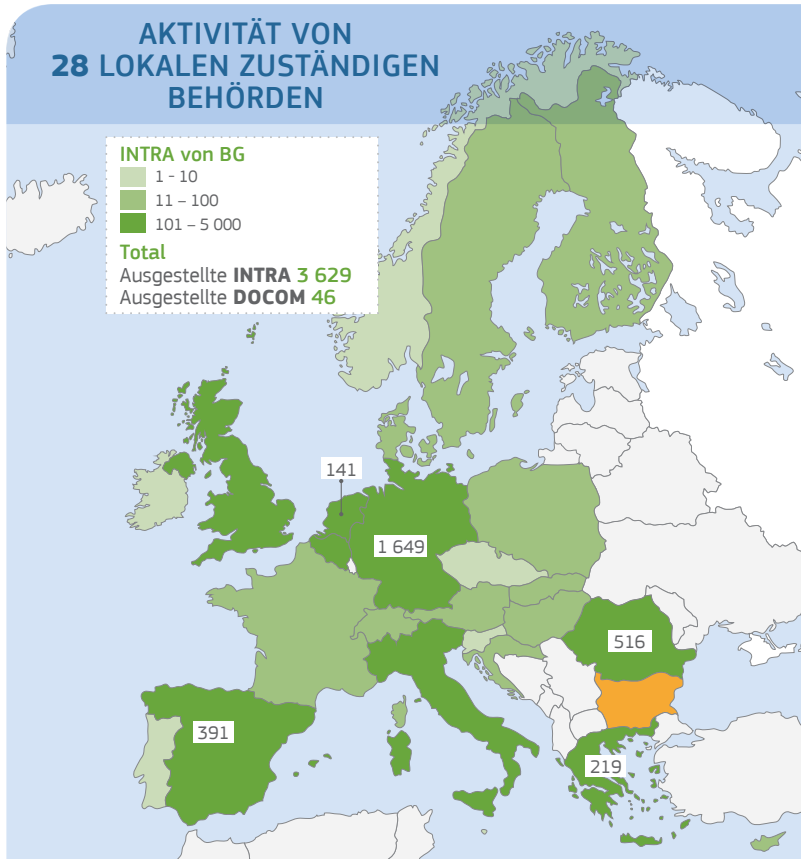 AKTIVITÄT VON
28 LOKALEN ZUSTÄNDIGEN
BEHÖRDEN
INTRA von BG
1 - 10
11 – 100
101 – 5 000
Total
Ausgestellte INTRA 3 629
Ausgestellte DOCOM 46
141
1 649
516
391
219